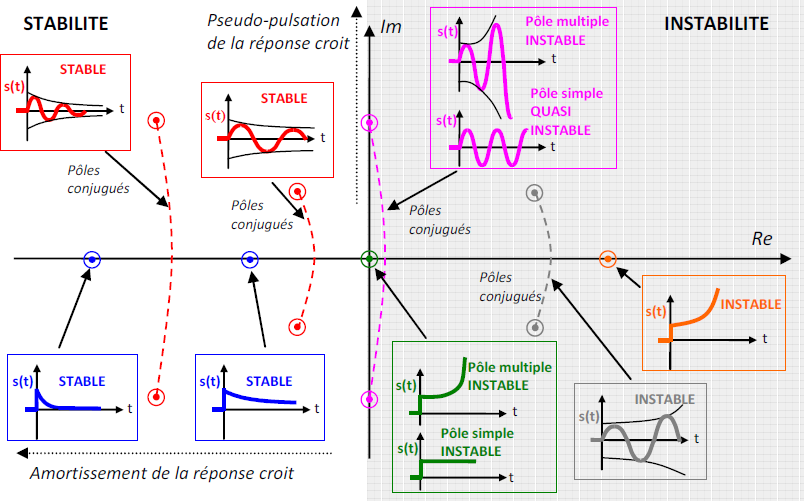 STABILITE
Pseudo-pulsation
de la réponse croit
Im
INSTABILITE
STABLE
s(t)
t
STABLE
s(t)
t
Pôle multiple
INSTABLE
s(t)
t
Pôle simple
QUASI
INSTABLE
s(t)
t
Pôles
conjugués
Pôles
conjugués
Pôles
conjugués
Re
Pôles
conjugués
INSTABLE
s(t)
t
s(t)
STABLE
t
s(t)
STABLE
t
Pôle multiple
INSTABLE
s(t)
t
Pôle simple
INSTABLE
s(t)
t
INSTABLE
s(t)
t
Amortissement de la réponse croit